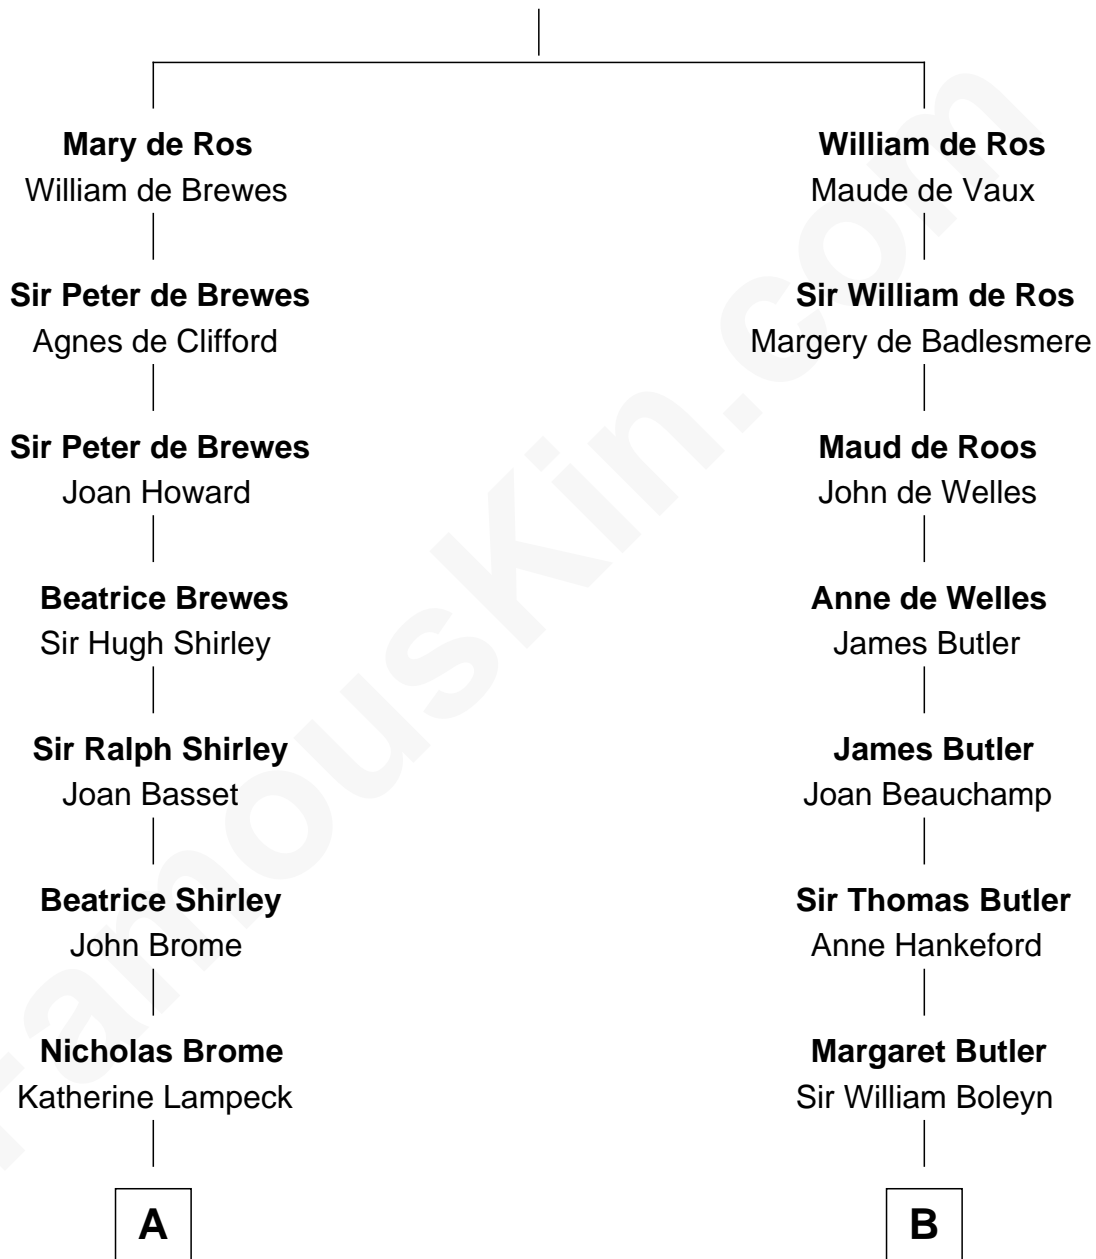 Mary de Ros
William de Brewes
Sir Peter de Brewes
Agnes de Clifford
Sir Peter de Brewes
Joan Howard
Beatrice Brewes
Sir Hugh Shirley
Sir Ralph Shirley
Joan Basset
Beatrice Shirley
John Brome
Nicholas Brome
Katherine Lampeck
A
William de Ros
Maude de Vaux
Sir William de Ros
Margery de Badlesmere
Maud de Roos
John de Welles
Anne de Welles
James Butler
James Butler
Joan Beauchamp
Sir Thomas Butler
Anne Hankeford
Margaret Butler
Sir William Boleyn
B
FamousKin.com